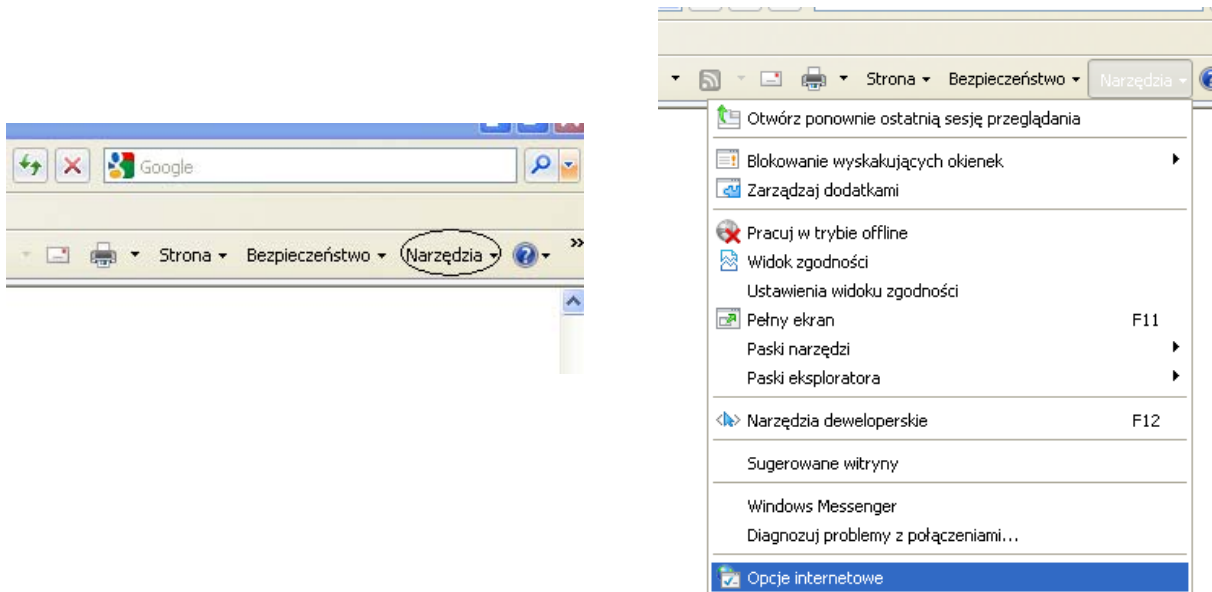 Google
Strona
Bezpieczeństwo
Narzędzia
Strona
Bezpieczeństwo
Narzędzia
Otwórz ponownie ostatnią sesję przeglądania
Blokowanie wyskakujących okienek
Zarządzaj dodatkami
Pracuj w trybie offline
Widok zgodności
Ustawienia widoku zgodności
Pełny ekran F11
Paski narzędzi
Paski eksploratora
Narzędzia deweloperskie F12
Sugerowane witryny
Windows Messenger
Diagnozuj problemy z połączeniami...
Opcje internetowe